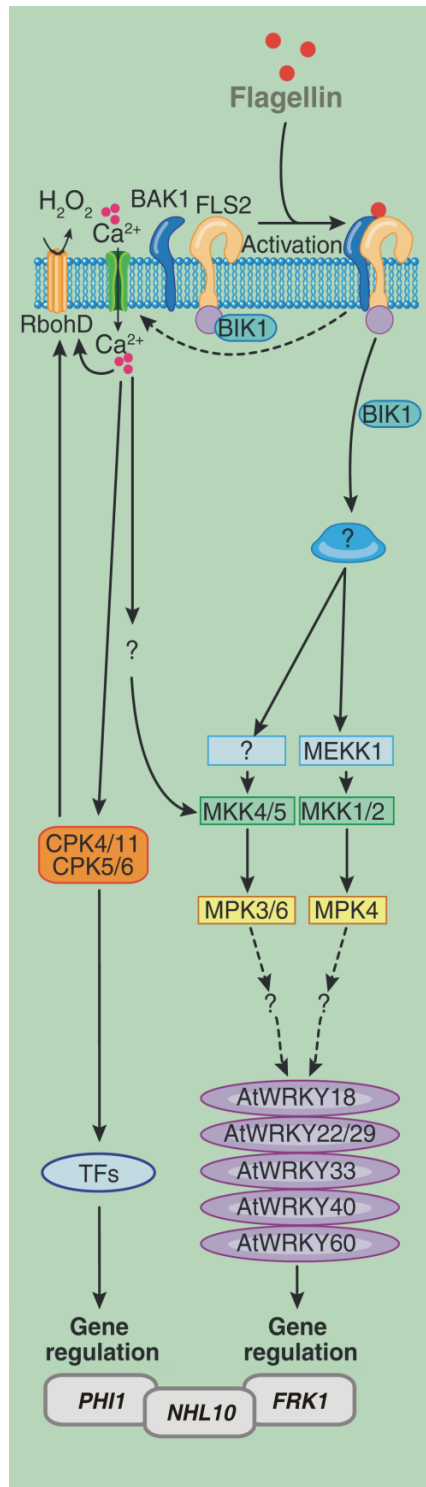 Flagellin
H₂O₂
Ca²⁺
BAK1
FLS2
Activation
RbohD
Ca²⁺
BIK1
BIK1
?
?
?
MEKK1
MKK4/5
MKK1/2
CPK4/11
CPK5/6
MPK3/6
MPK4
?
?
AtWRKY18
AtWRKY22/29
AtWRKY33
AtWRKY40
AtWRKY60
TFs
Gene
regulation
Gene
regulation
PHI1
NHL10
FRK1